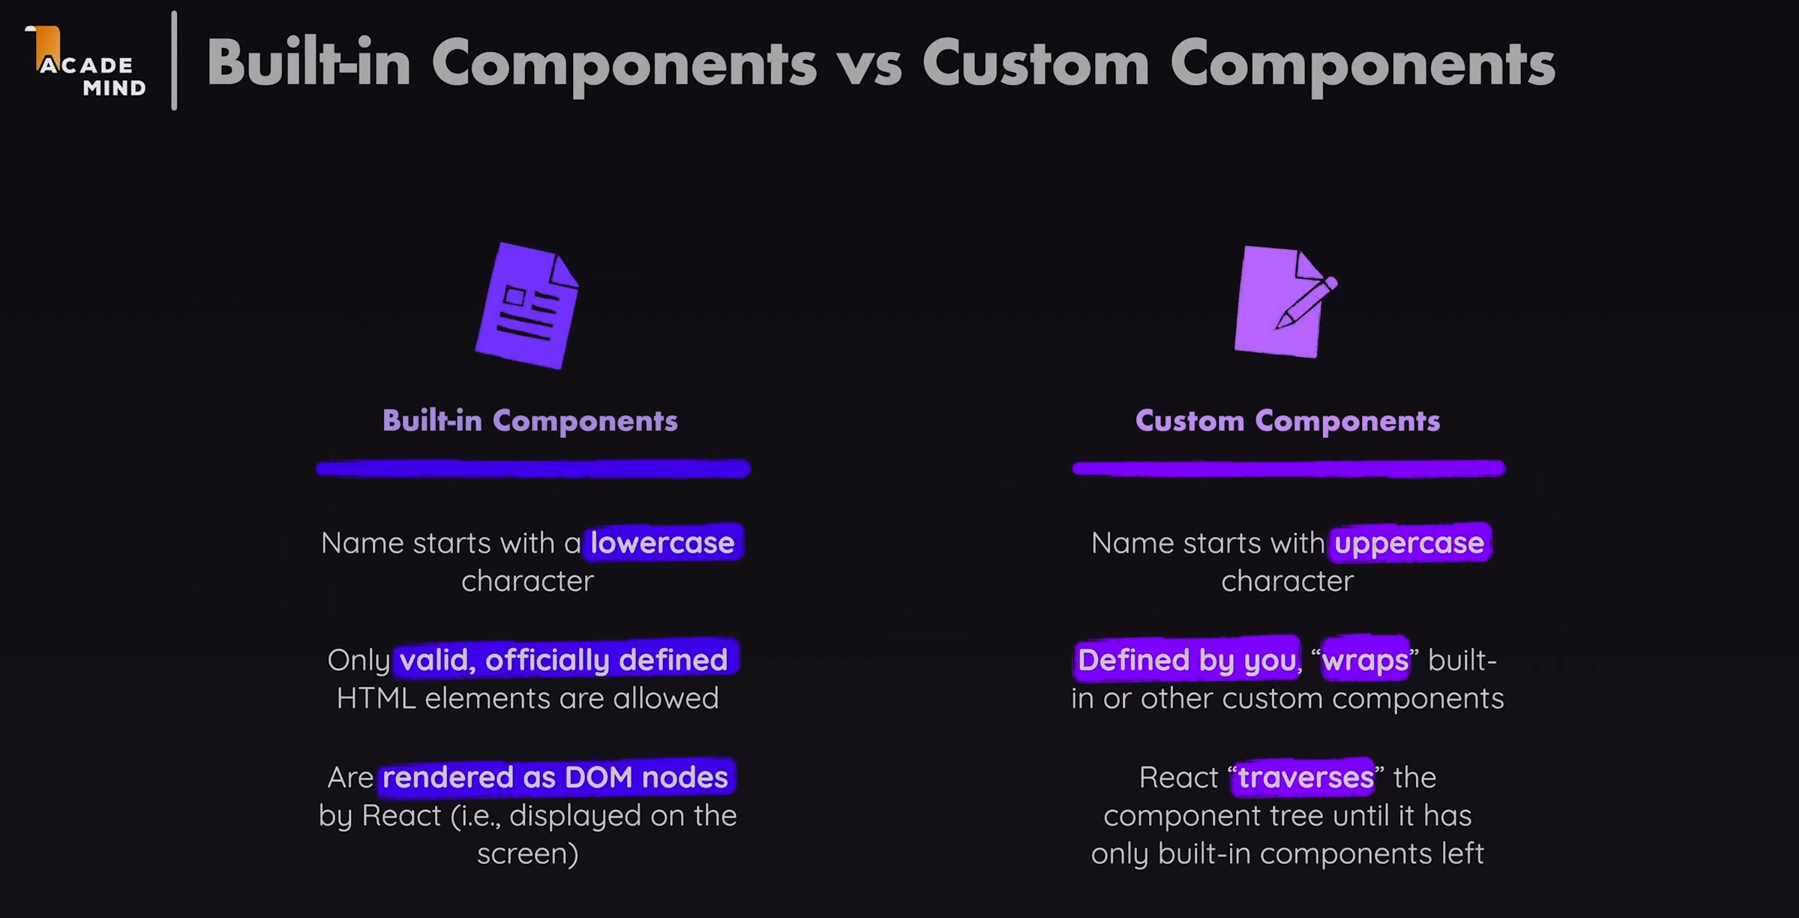 ACADE
MIND
Built-in Components vs Custom Components
Built-in Components
Name starts with a lowercase
character
Only valid, officially defined
HTML elements are allowed
Are rendered as DOM nodes
by React (i.e., displayed on the
screen)
Custom Components
Name starts with uppercase
character
Defined by you, “wraps” built-
in or other custom components
React “traverses” the
component tree until it has
only built-in components left